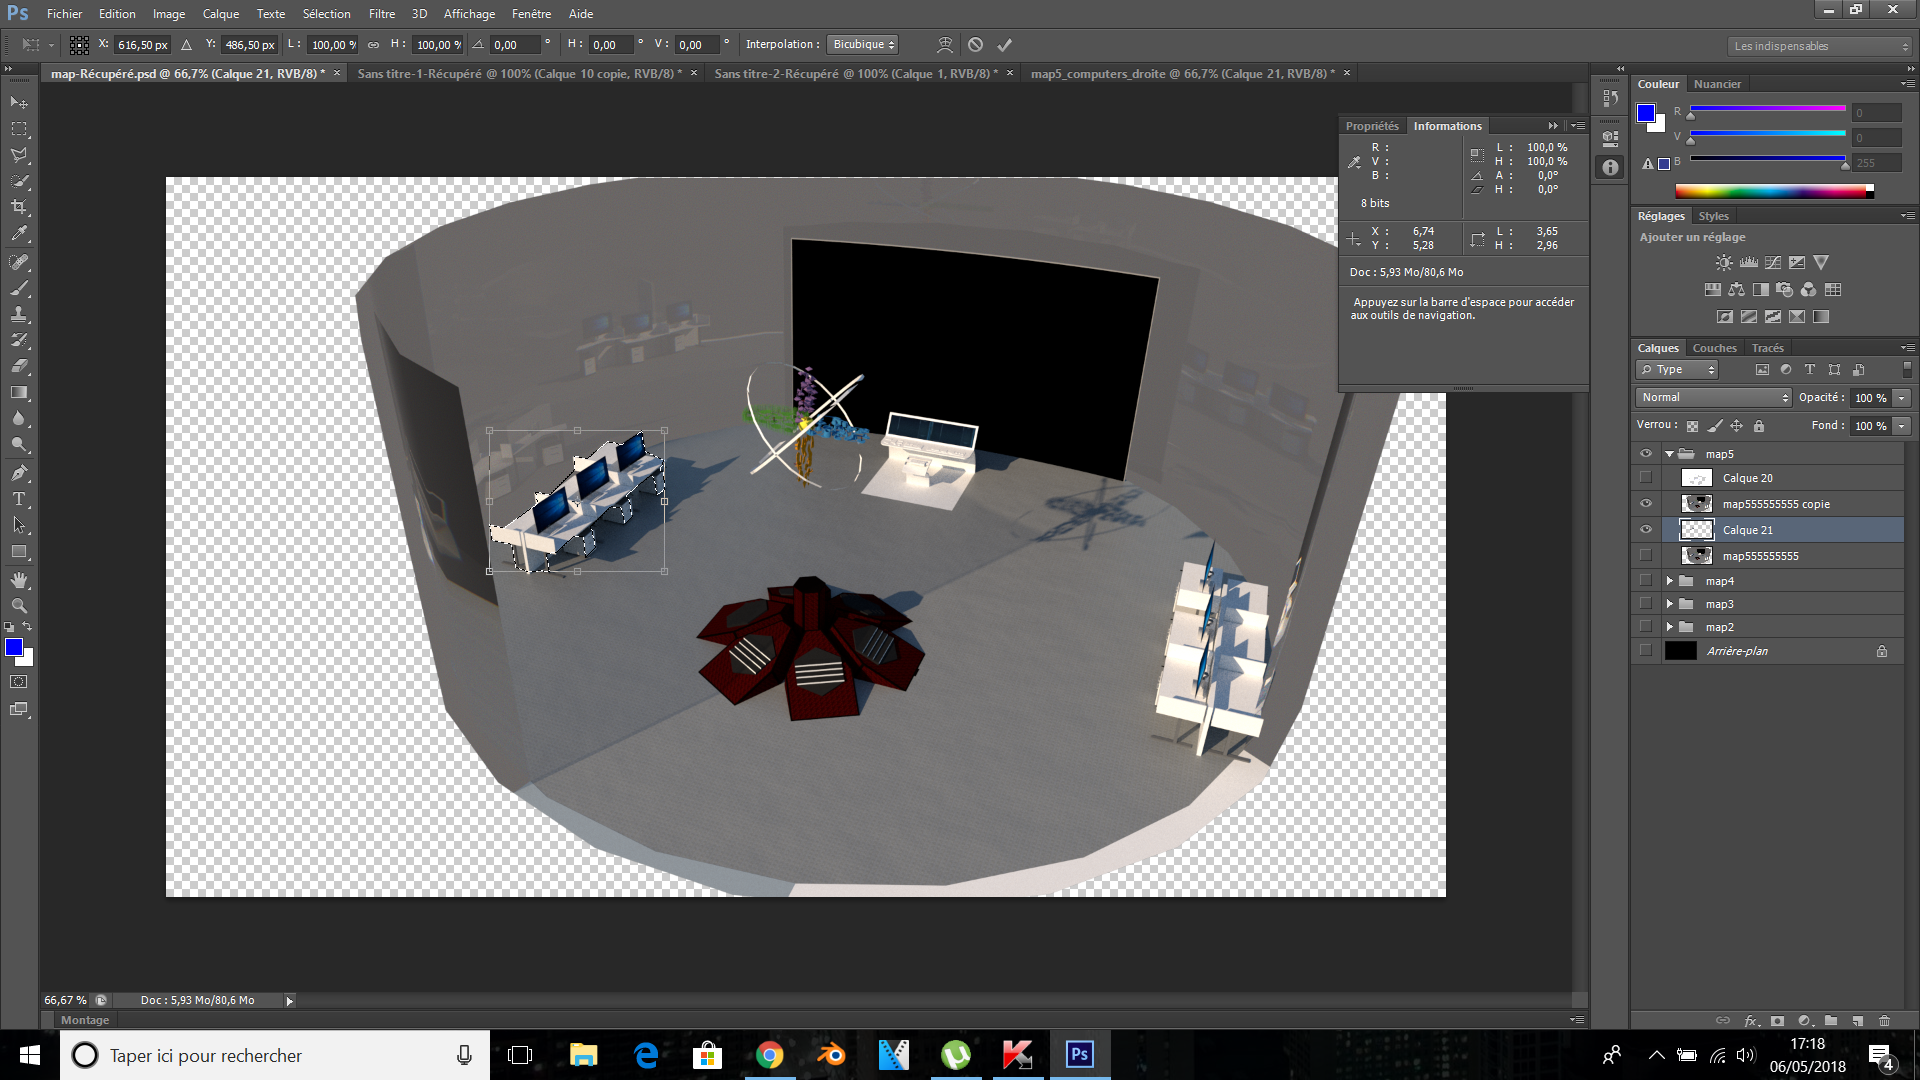 Ps Fichier Edition Image Calque Texte Sélection Filtre 3D Affichage Fenêtre Aide
X: 616,50 px Y: 486,50 px L : 100,00 % H : 100,00 % 0,00 ° H : 0,00 ° V : 0,00 ° Interpolation : Bicubique Les indispensables
map-Récupéré.psd @ 66,7% (Calque 21, RVB/8) * × Sans titre-1-Récupéré @ 100% (Calque 10 copie, RVB/8) * × Sans titre-2-Récupéré @ 100% (Calque 1, RVB/8) * × map5_computers_droite @ 66,7% (Calque 21, RVB/8) * ×
Couleur Nuancier
R 0
V 0
B 255
Propriétés Informations
R : L : 100,0 %
V : H : 100,0 %
B : A : 0,0°
H : 0,0°
8 bits
X : 6,74 L : 3,65
Y : 5,28 H : 2,96
Doc : 5,93 Mo/80,6 Mo
Appuyez sur la barre d'espace pour accéder
aux outils de navigation.
Réglages Styles
Ajouter un réglage
Calques Couches Tracés
Type
Normal Opacité : 100 %
Verrou : Fond : 100 %
map5
Calque 20
map555555555 copie
Calque 21
map555555555
map4
map3
map2
Arrière-plan
66,67 % Doc : 5,93 Mo/80,6 Mo
Montage
Taper ici pour rechercher
Ps
17:18
06/05/2018
4